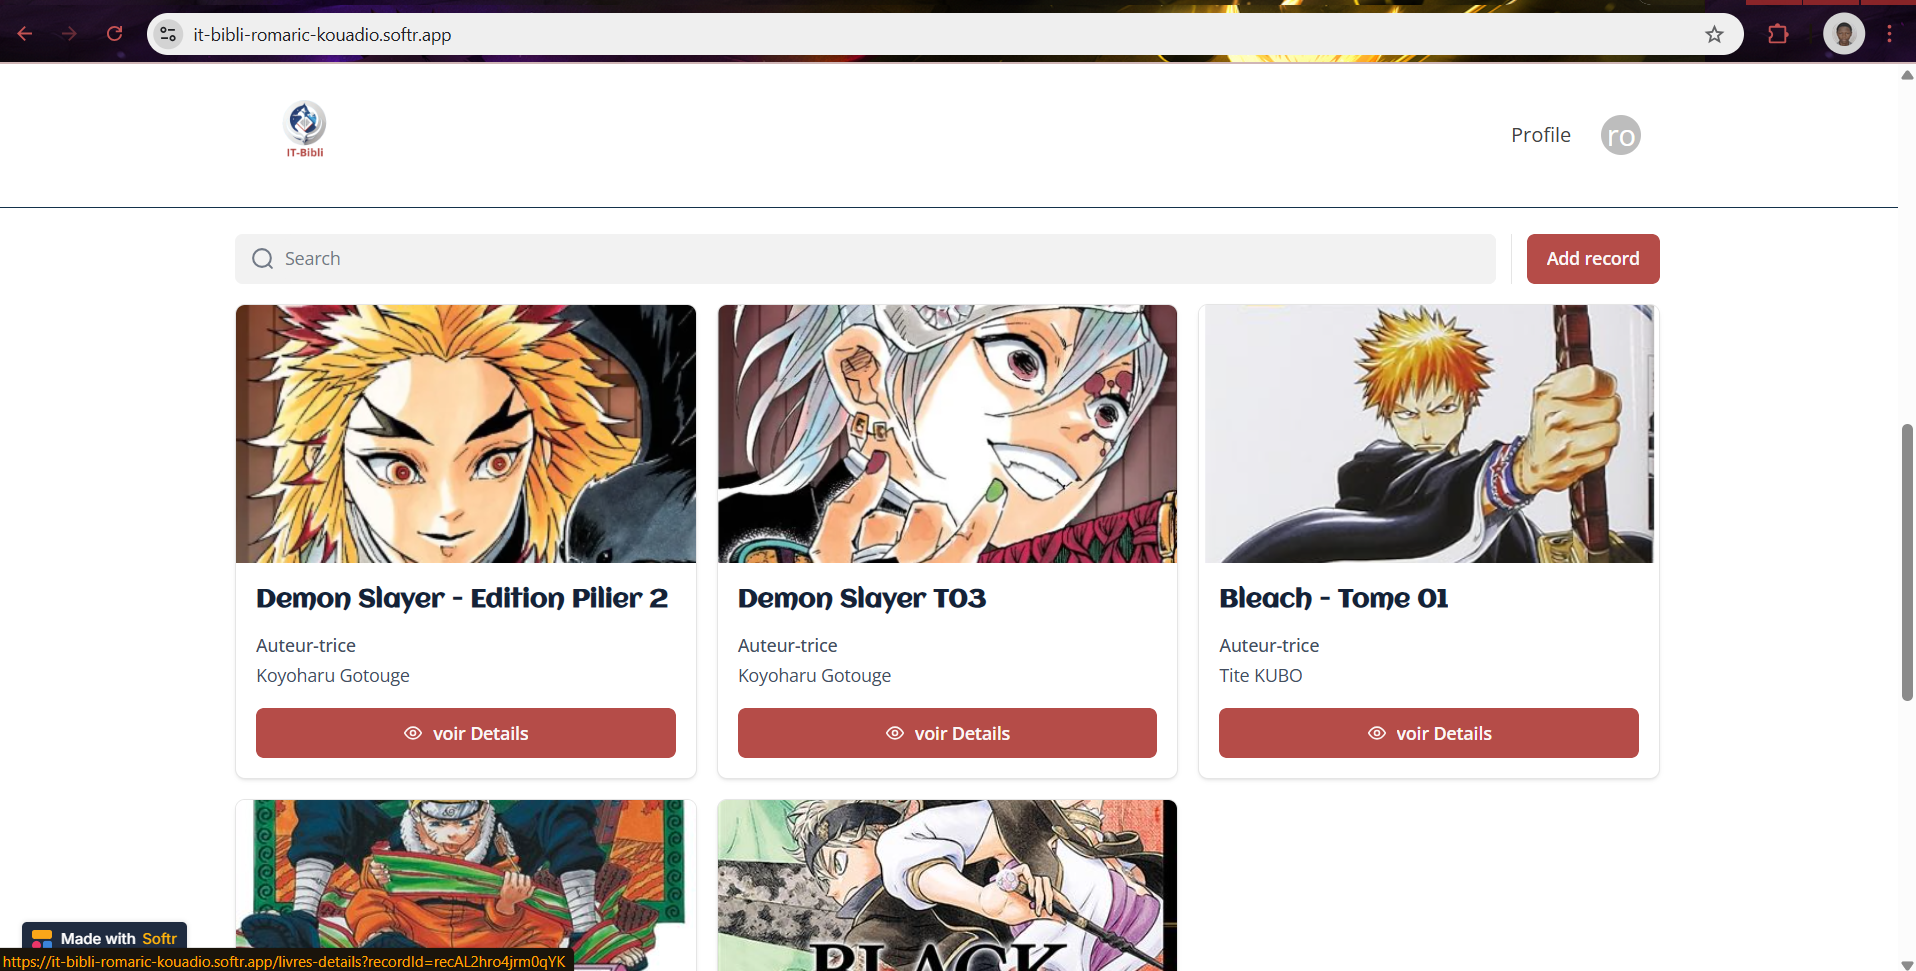 it-bibli-romaric-kouadio.softr.app
IT-Bibli
Profile
ro
Search
Add record
Demon Slayer - Edition Pilier 2
Auteur-trice
Koyoharu Gotouge
voir Details
Demon Slayer T03
Auteur-trice
Koyoharu Gotouge
voir Details
Bleach - Tome 01
Auteur-trice
Tite KUBO
voir Details
BLACK
Made with Softr
https://it-bibli-romaric-kouadio.softr.app/livres-details?recordId=recAL2hro4jrm0qYK